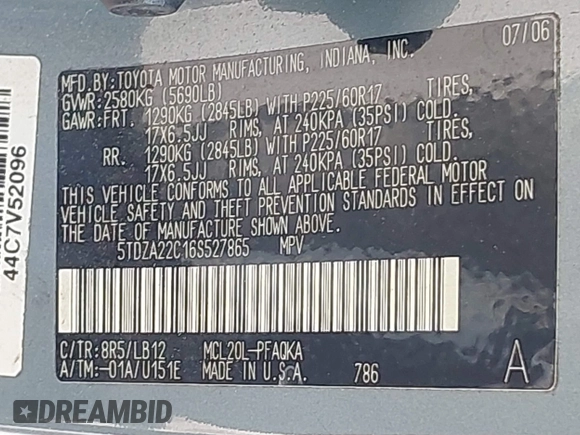 07/06
MFD.BY:TOYOTA MOTOR MANUFACTURING, INDIANA, INC.
GVWR:2580KG (5690LB)
GAWR:FRT. 1290KG (2845LB) WITH P225/60R17 TIRES,
17X6.5JJ RIMS, AT 240KPA (35PSI) COLD.
RR. 1290KG (2845LB) WITH P225/60R17 TIRES,
17X6.5JJ RIMS, AT 240KPA (35PSI) COLD.
THIS VEHICLE CONFORMS TO ALL APPLICABLE FEDERAL MOTOR
VEHICLE SAFETY AND THEFT PREVENTION STANDARDS IN EFFECT ON
THE DATE OF MANUFACTURE SHOWN ABOVE.
5TDZA22C16S527865 MPV
C/TR:8R5/LB12 MCL20L-PFAQKA
A/TM:-01A/U151E MADE IN U.S.A. 786 A
44C7V52096
DREAMBID